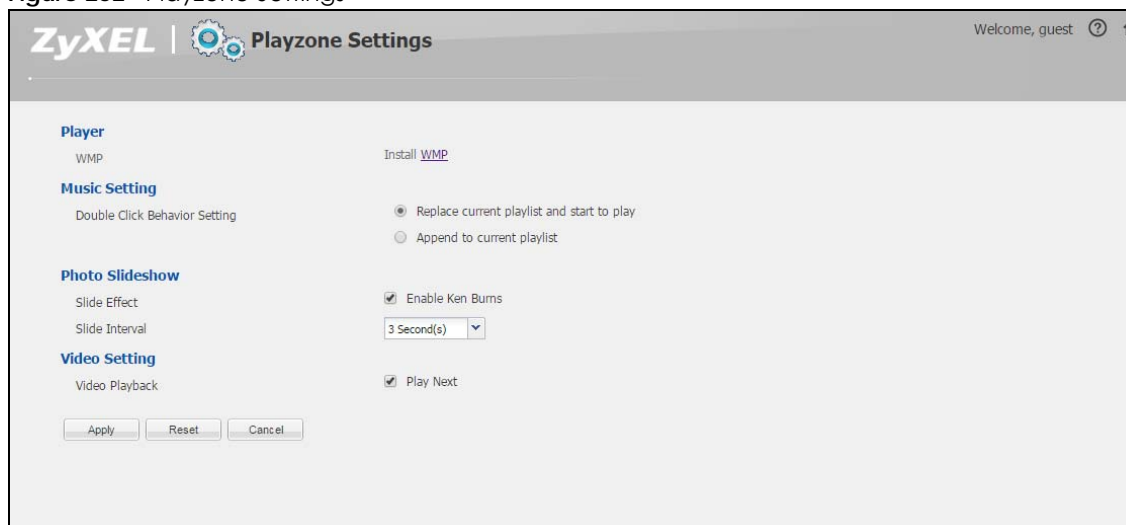 ZyXEL Playzone Settings Welcome, guest ?
Player
WMP Install WMP
Music Setting
Double Click Behavior Setting Replace current playlist and start to play
Append to current playlist
Photo Slideshow
Slide Effect Enable Ken Burns
Slide Interval 3 Second(s)
Video Setting
Video Playback Play Next
Apply Reset Cancel